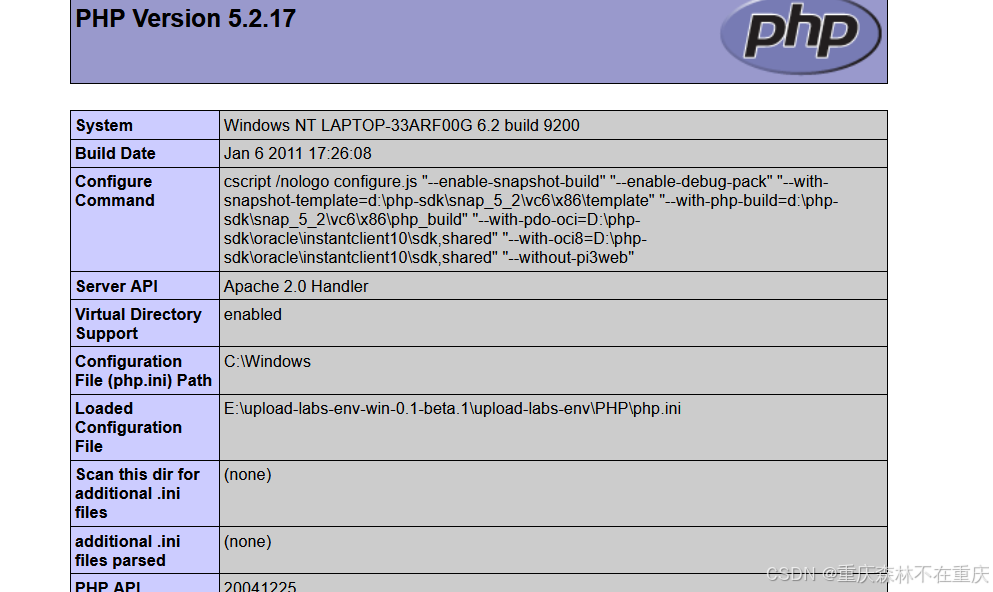 PHP Version 5.2.17
php
System
Windows NT LAPTOP-33ARF00G 6.2 build 9200
Build Date
Jan 6 2011 17:26:08
Configure
Command
cscript /nologo configure.js "--enable-snapshot-build" "--enable-debug-pack" "--with-
snapshot-template=d:\php-sdk\snap_5_2\vc6\x86\template" "--with-php-build=d:\php-
sdk\snap_5_2\vc6\x86\php_build" "--with-pdo-oci=D:\php-
sdk\oracle\instantclient10\sdk,shared" "--with-oci8=D:\php-
sdk\oracle\instantclient10\sdk,shared" "--without-pi3web"
Server API
Apache 2.0 Handler
Virtual Directory
Support
enabled
Configuration
File (php.ini) Path
C:\Windows
Loaded
Configuration
File
E:\upload-labs-env-win-0.1-beta.1\upload-labs-env\PHP\php.ini
Scan this dir for
additional .ini
files
(none)
additional .ini
files parsed
(none)
PHP API
20041225
CSDN @重庆森林不在重庆